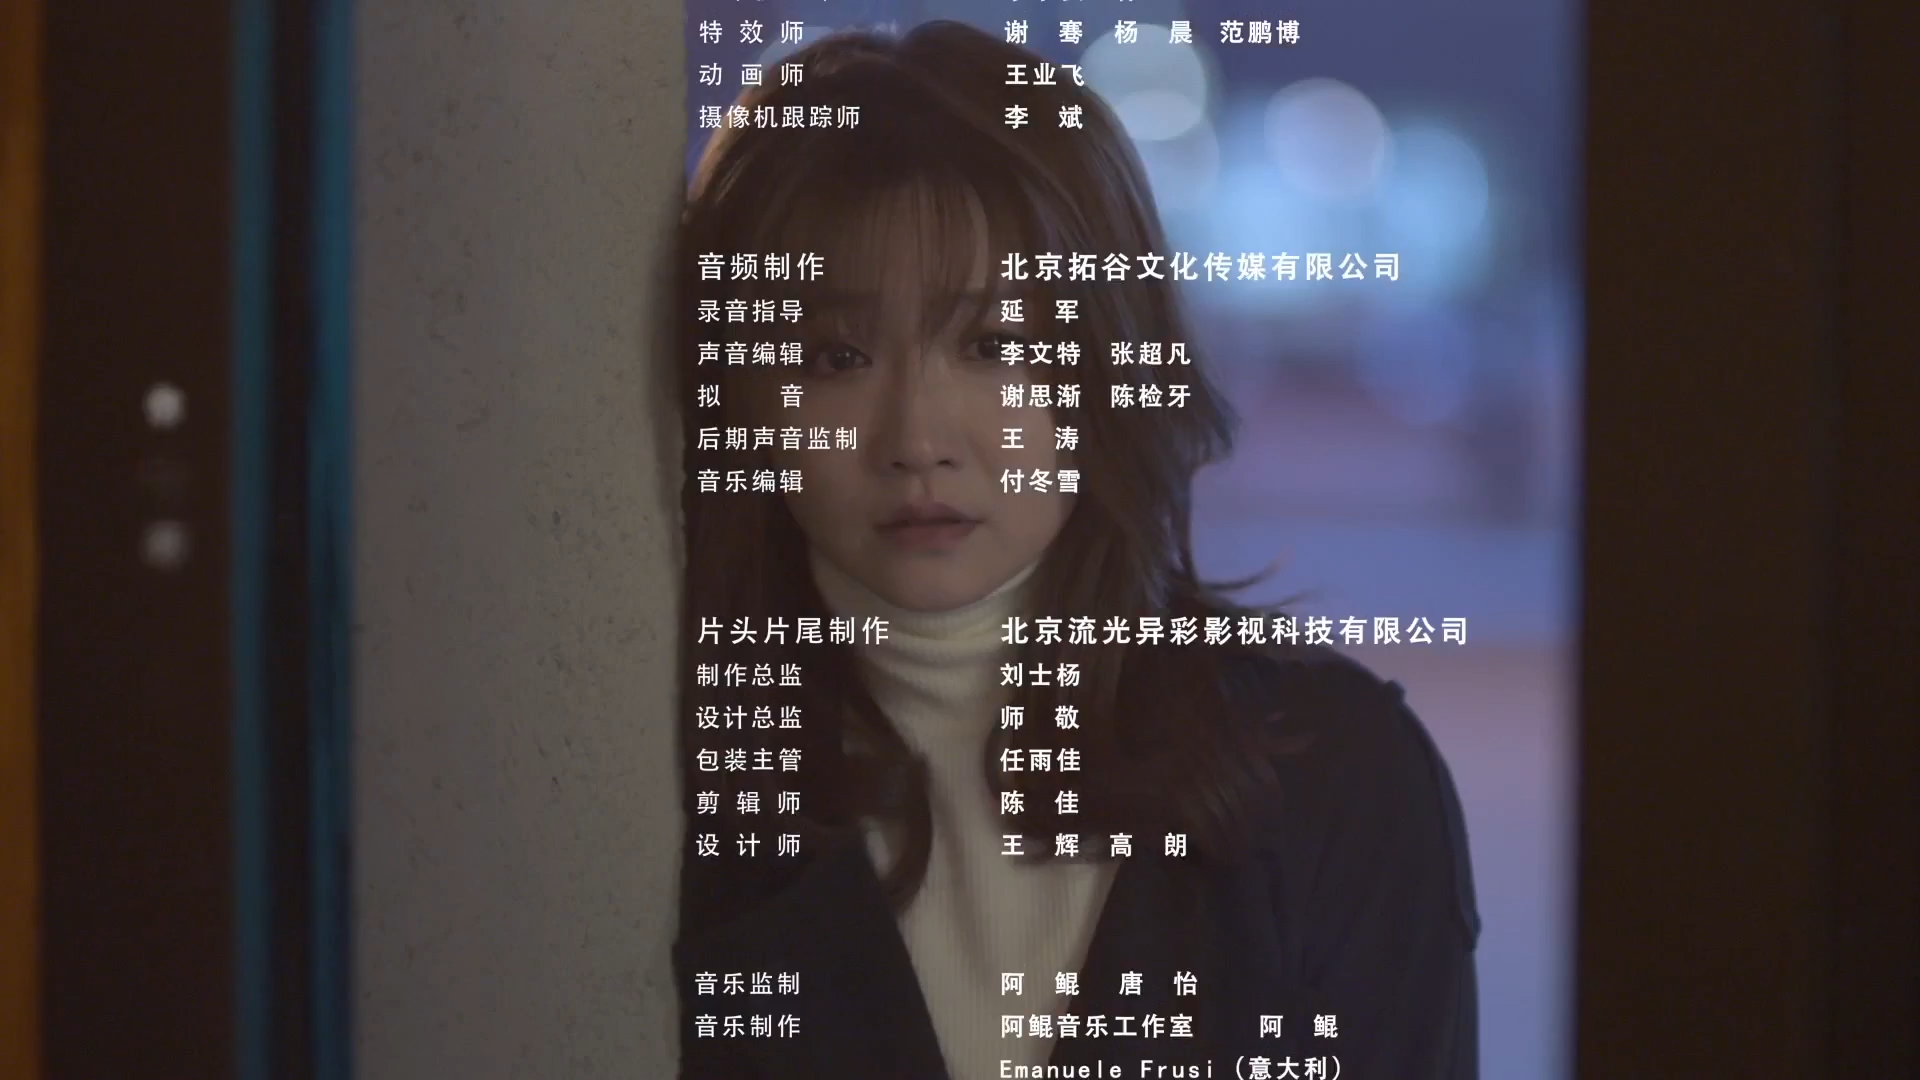 特效师 谢骞 杨晨 范鹏博
动画师 王业飞
摄像机跟踪师 李斌
音频制作 北京拓谷文化传媒有限公司
录音指导 延军
声音编辑 李文特 张超凡
拟音 谢思渐 陈检牙
后期声音监制 王涛
音乐编辑 付冬雪
片头片尾制作 北京流光异彩影视科技有限公司
制作总监 刘士杨
设计总监 师敬
包装主管 任雨佳
剪辑师 陈佳
设计师 王辉 高朗
音乐监制 阿鲲 唐怡
音乐制作 阿鲲音乐工作室 阿鲲
Emanuele Frusi（意大利）